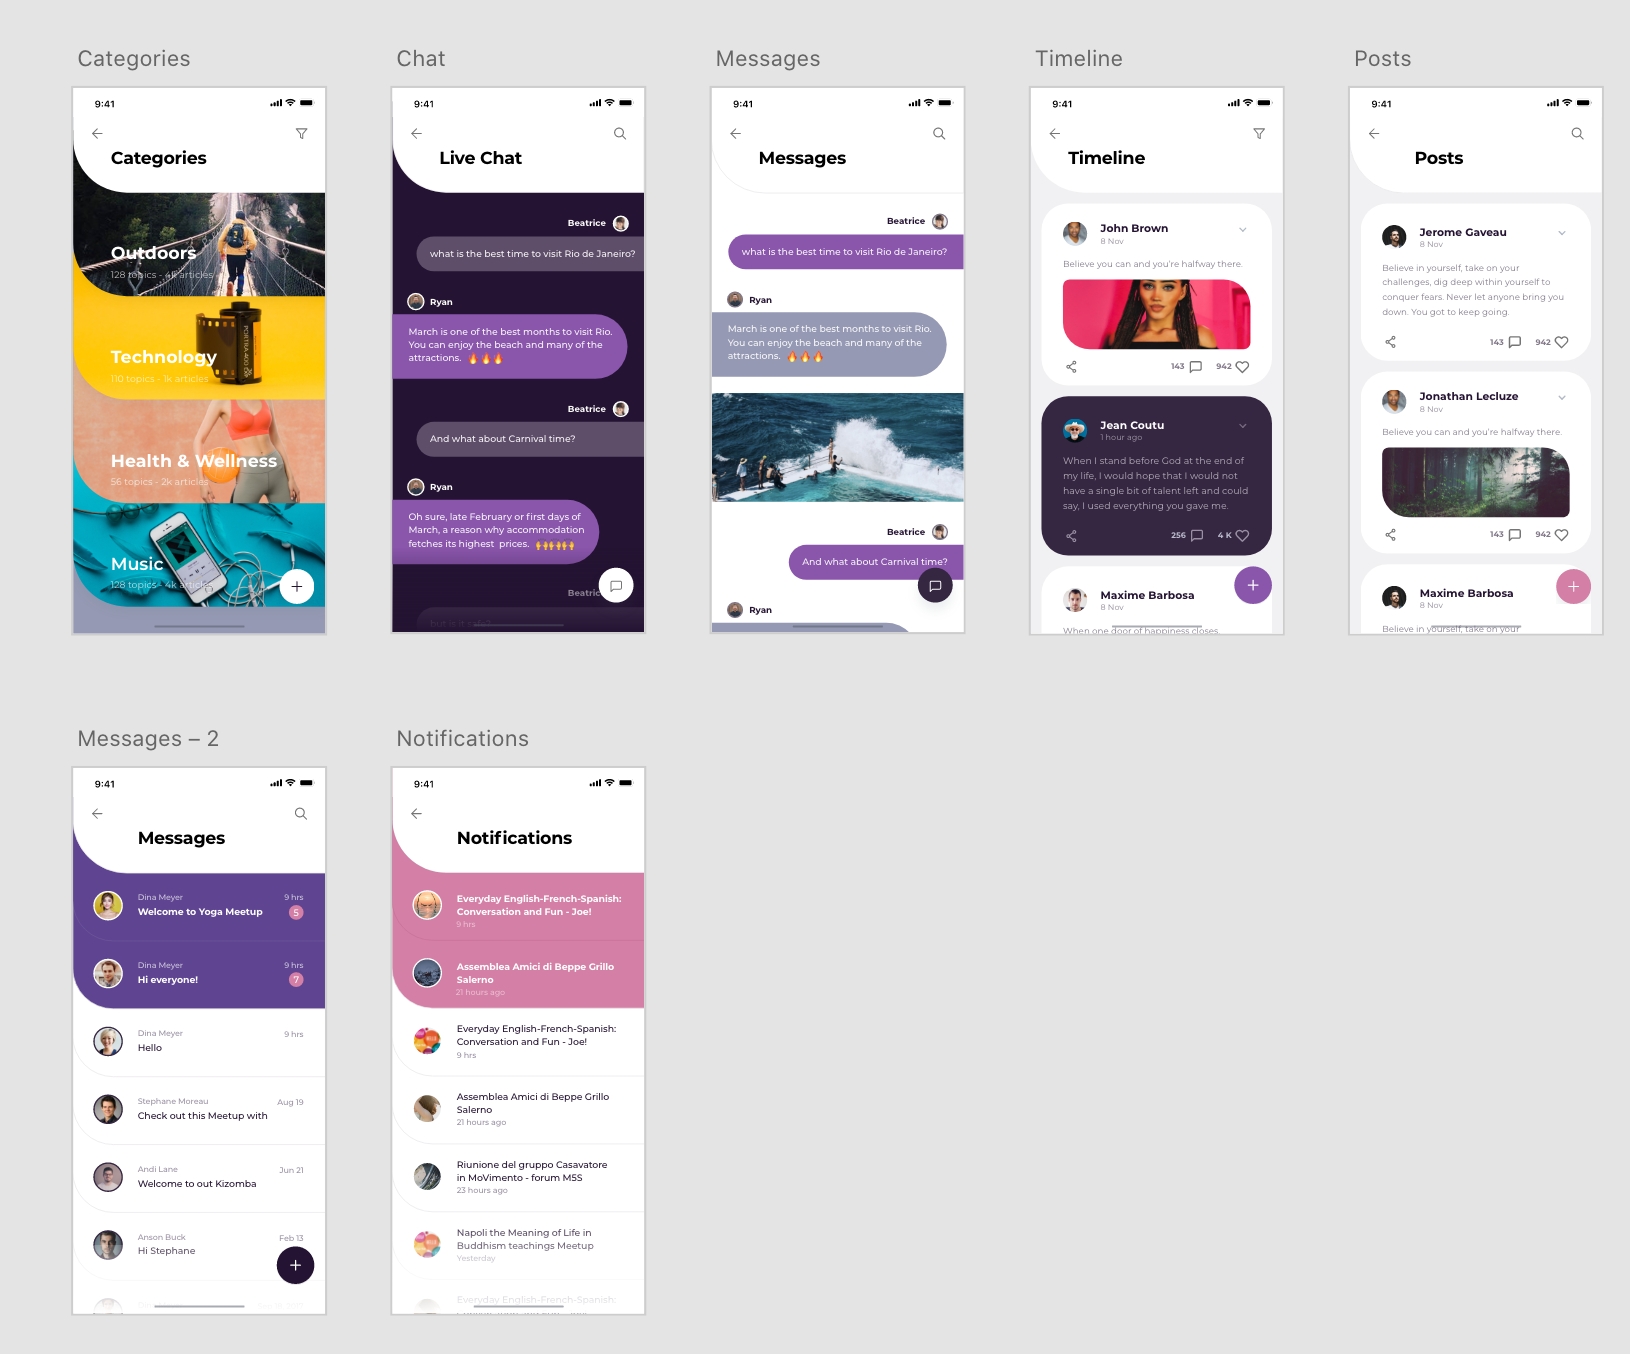 Categories
9:41
Categories
Outdoors
128 topics - 4k articles
Technology
110 topics - 1k articles
PORTRA 400
Health & Wellness
56 topics - 2k articles
Music
128 topics - 4k articles
Chat
9:41
Live Chat
Beatrice
what is the best time to visit Rio de Janeiro?
Ryan
March is one of the best months to visit Rio.
You can enjoy the beach and many of the
attractions. 🔥🔥🔥
Beatrice
And what about Carnival time?
Ryan
Oh sure, late February or first days of
March, a reason why accommodation
fetches its highest prices. 🙌🙌🙌
Beatric
but is it safe?
Messages
9:41
Messages
Beatrice
what is the best time to visit Rio de Janeiro?
Ryan
March is one of the best months to visit Rio.
You can enjoy the beach and many of the
attractions. 🔥🔥🔥
Beatrice
And what about Carnival time?
Ryan
Timeline
9:41
Timeline
John Brown
8 Nov
Believe you can and you're halfway there.
143
942
Jean Coutu
1 hour ago
When I stand before God at the end of
my life, I would hope that I would not
have a single bit of talent left and could
say, I used everything you gave me.
256
4 K
Maxime Barbosa
8 Nov
When one door of happiness closes
Posts
9:41
Posts
Jerome Gaveau
8 Nov
Believe in yourself, take on your
challenges, dig deep within yourself to
conquer fears. Never let anyone bring you
down. You got to keep going.
143
942
Jonathan Lecluze
8 Nov
Believe you can and you're halfway there.
143
942
Maxime Barbosa
8 Nov
Believe in yourself, take on your
Messages – 2
9:41
Messages
Dina Meyer
9 hrs
Welcome to Yoga Meetup
5
Dina Meyer
9 hrs
Hi everyone!
7
Dina Meyer
9 hrs
Hello
Stephane Moreau
Aug 19
Check out this Meetup with
Andi Lane
Jun 21
Welcome to out Kizomba
Anson Buck
Feb 13
Hi Stephane
Notifications
9:41
Notifications
Everyday English-French-Spanish:
Conversation and Fun - Joe!
9 hrs
Assemblea Amici di Beppe Grillo
Salerno
21 hours ago
Everyday English-French-Spanish:
Conversation and Fun - Joe!
9 hrs
Assemblea Amici di Beppe Grillo
Salerno
21 hours ago
Riunione del gruppo Casavatore
in MoVimento - forum M5S
23 hours ago
Napoli the Meaning of Life in
Buddhism teachings Meetup
Yesterday
Everyday English-French-Spanish: